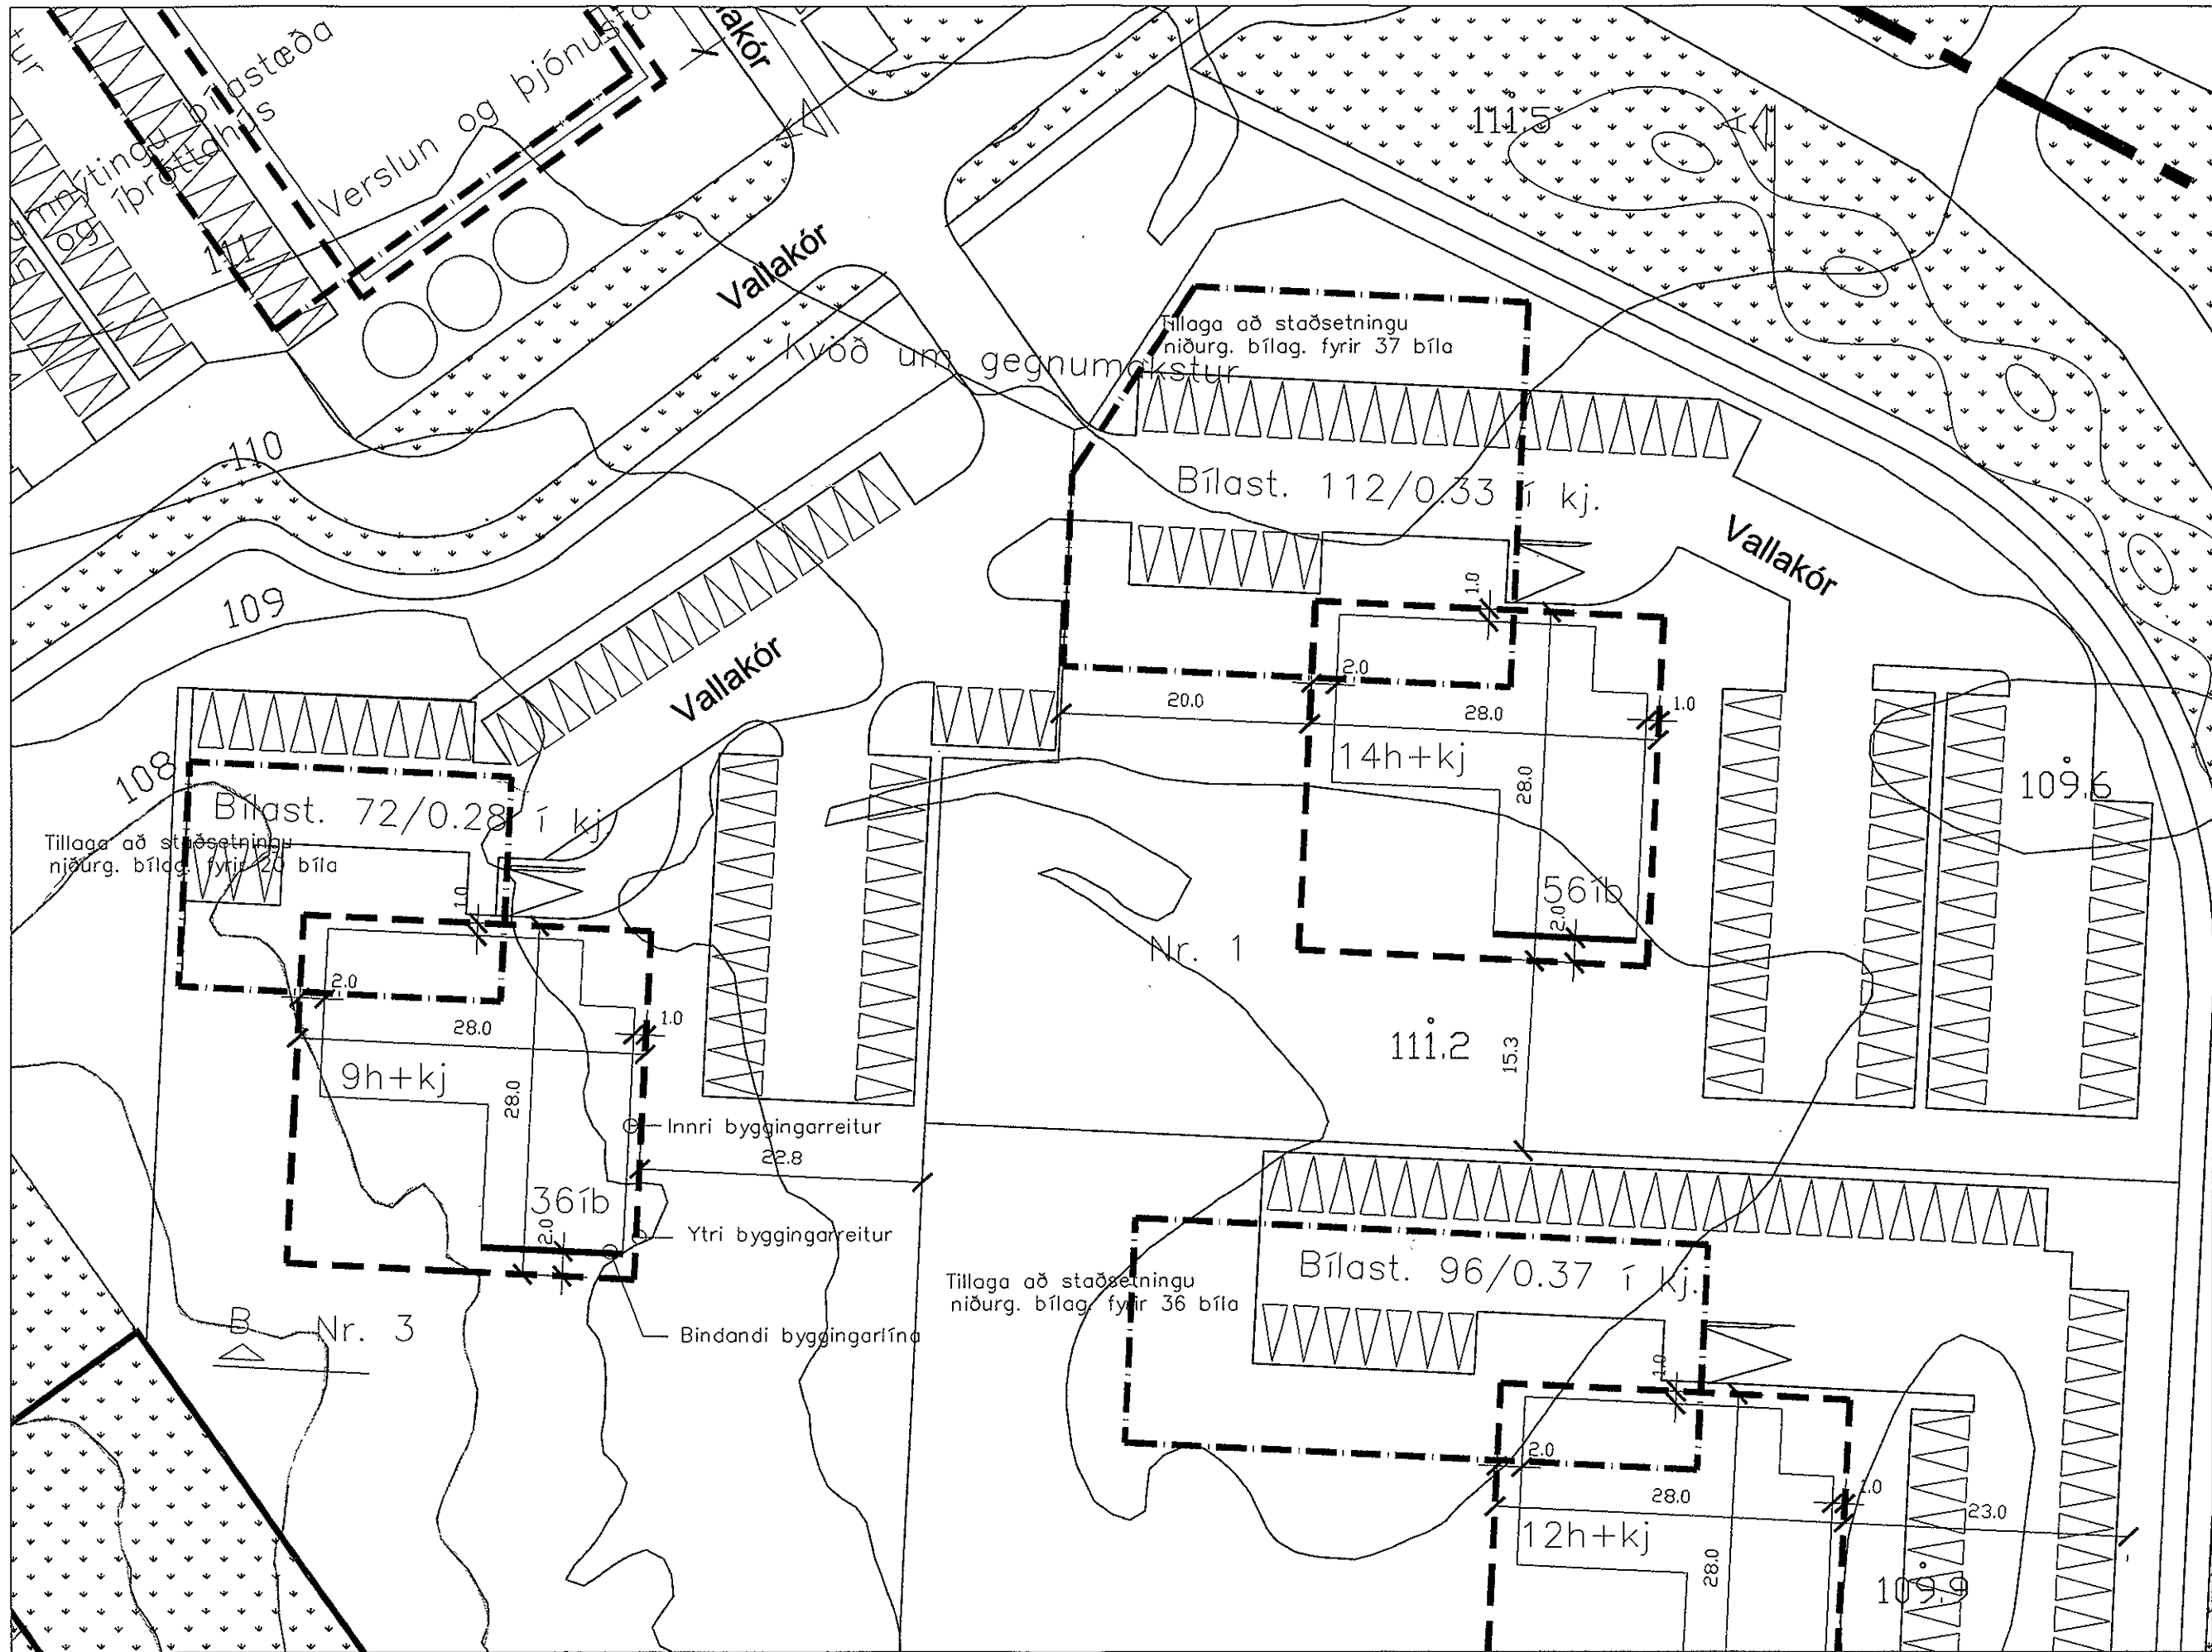 bílastæða
og íþróttahús
Verslun og þjónusta
111
111.5
A
Vallakór
Tillaga að staðsetningu
niðurg. bílag. fyrir 37 bíla
Kvöð um gegnumakstur
110
Bílast. 112/0.33 í kj.
Vallakór
109
1.0
Vallakór
2.0
20.0
28.0
1.0
14h+kj
28.0
109.6
108
Bílast. 72/0.28 í kj.
Tillaga að staðsetningu
niðurg. bílag. fyrir 20 bíla
1.0
56íb
2.0
Nr. 1
2.0
28.0
1.0
111.2
15.3
9h+kj
28.0
Innri byggingarreitur
22.8
36íb
2.0
Ytri byggingarreitur
Bílast. 96/0.37 í kj.
Tillaga að staðsetningu
niðurg. bílag. fyrir 36 bíla
B
Nr. 3
Bindandi byggingarlína
1.0
2.0
28.0
1.0
23.0
12h+kj
28.0
109.9